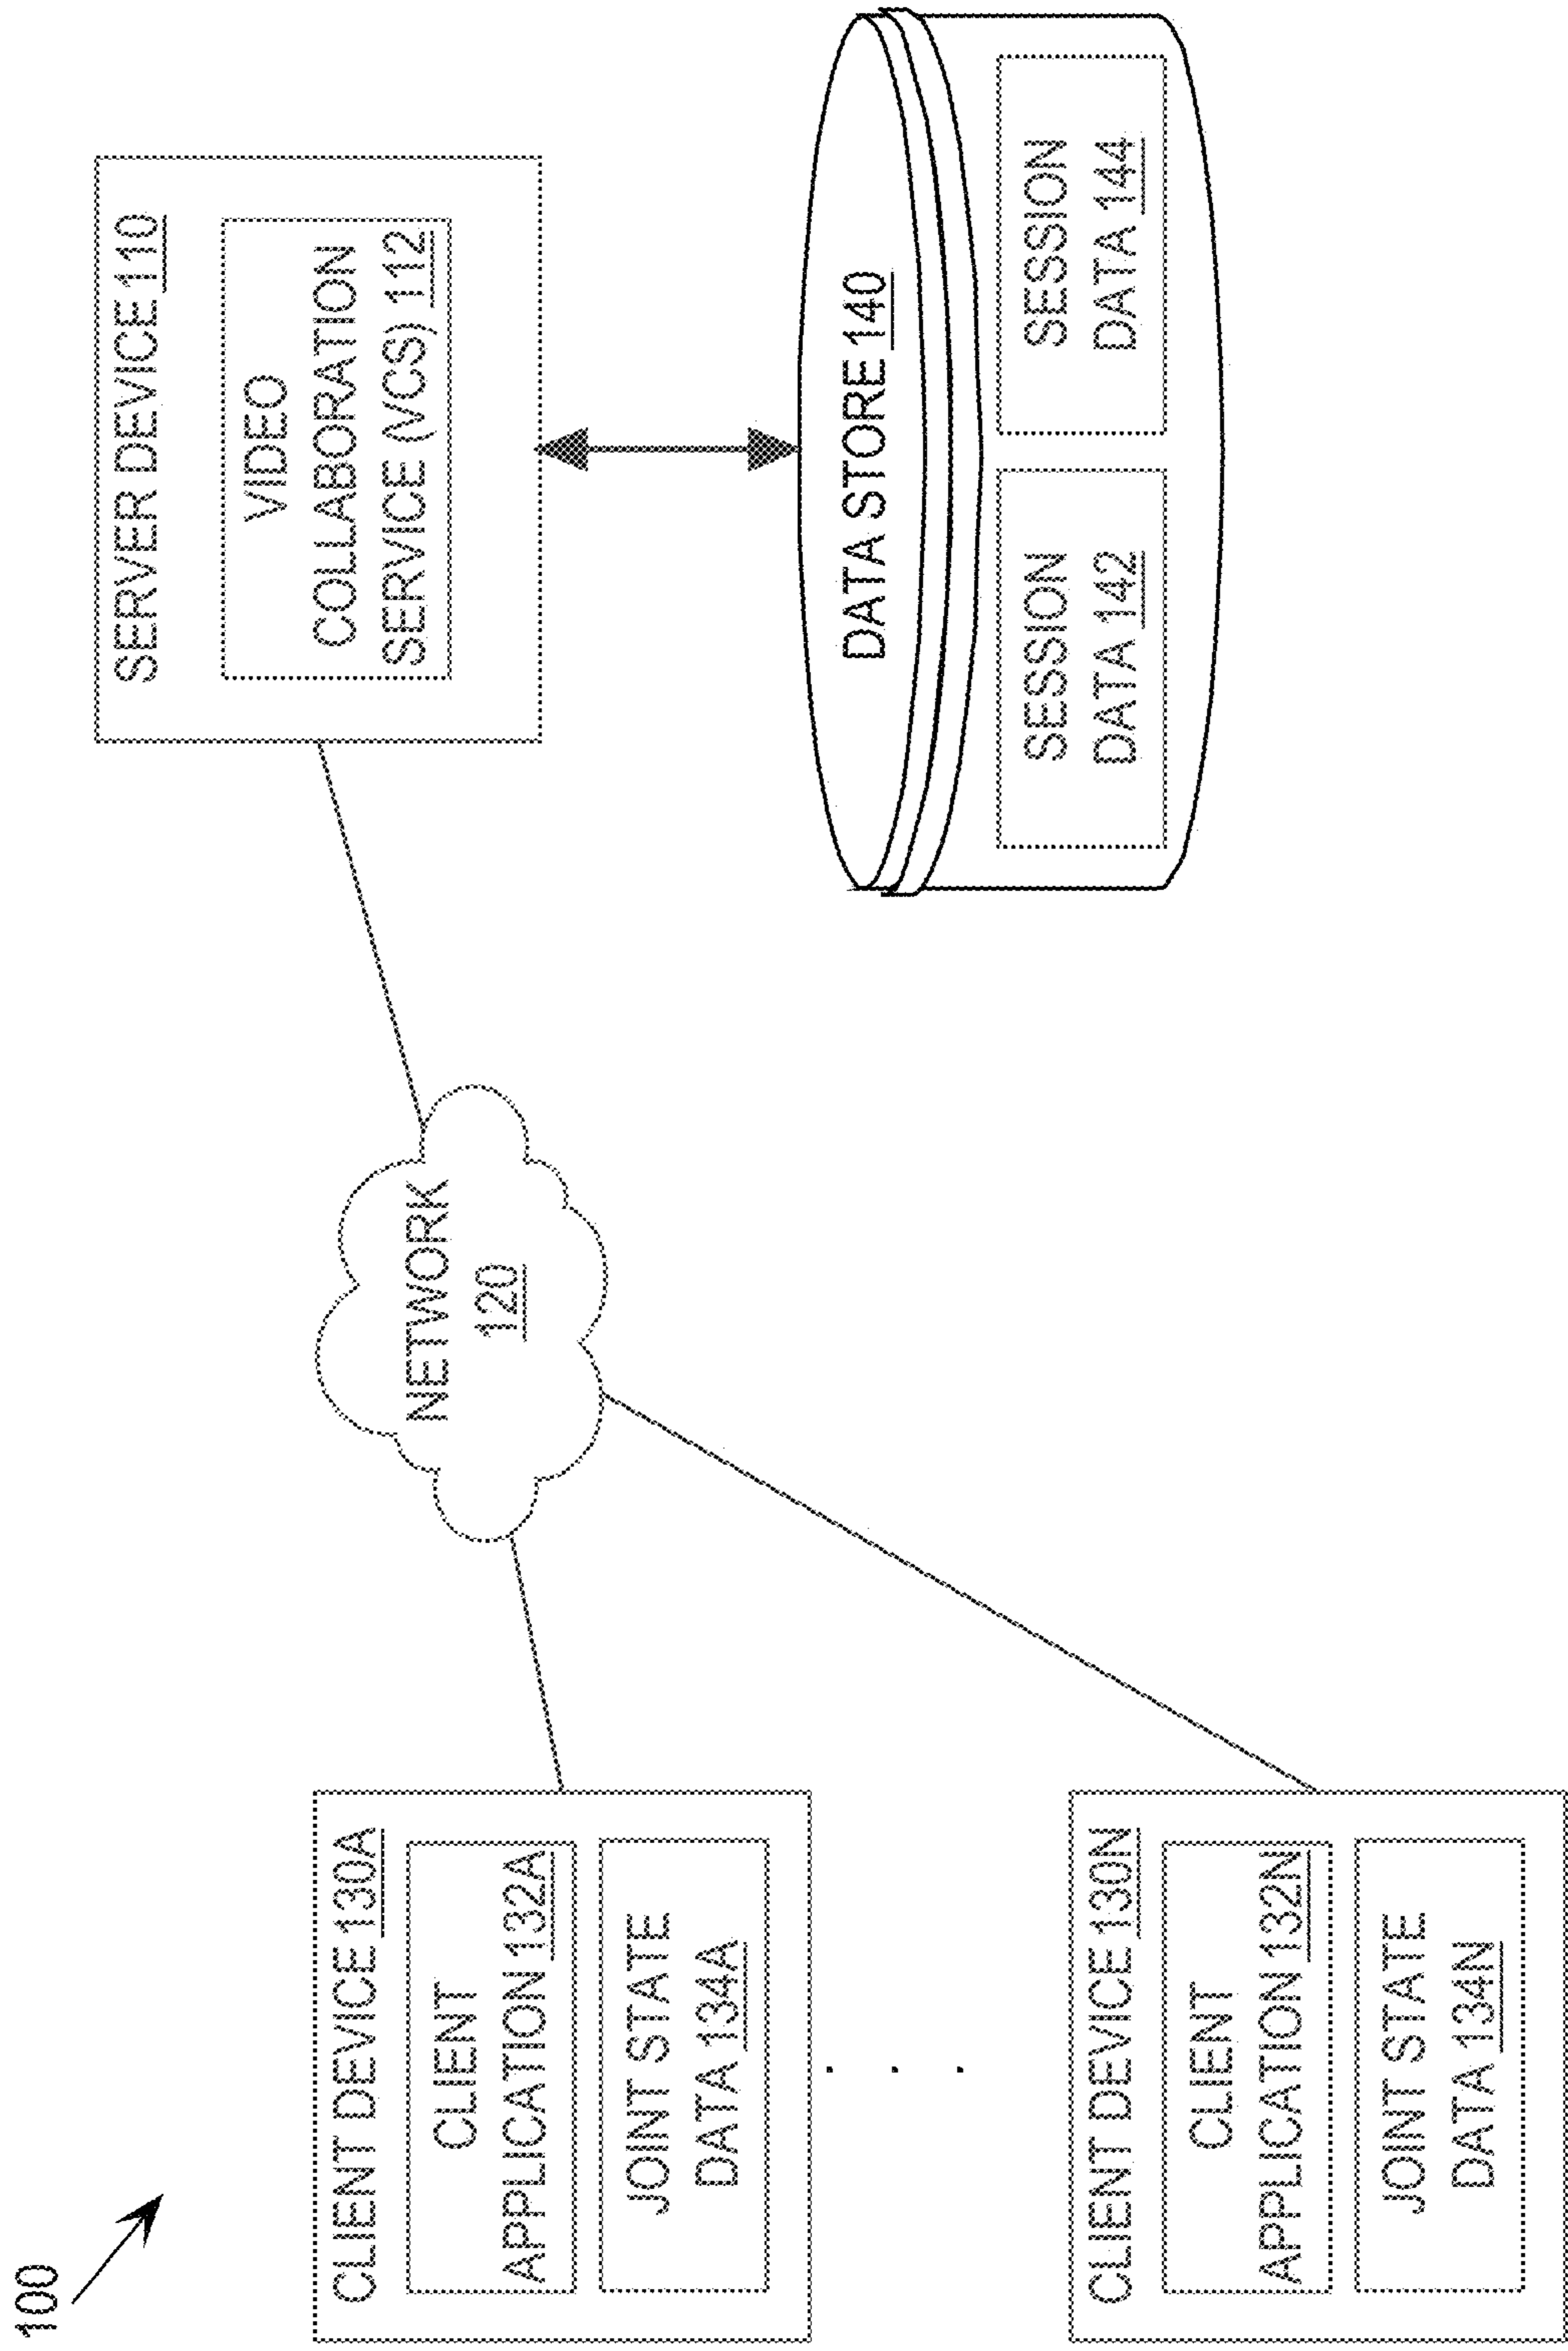 100
CLIENT DEVICE 130A
CLIENT
APPLICATION 132A
JOINT STATE
DATA 134A
. . .
CLIENT DEVICE 130N
CLIENT
APPLICATION 132N
JOINT STATE
DATA 134N
NETWORK
120
SERVER DEVICE 110
VIDEO
COLLABORATION
SERVICE (VCS) 112
DATA STORE 140
SESSION
DATA 142
SESSION
DATA 144